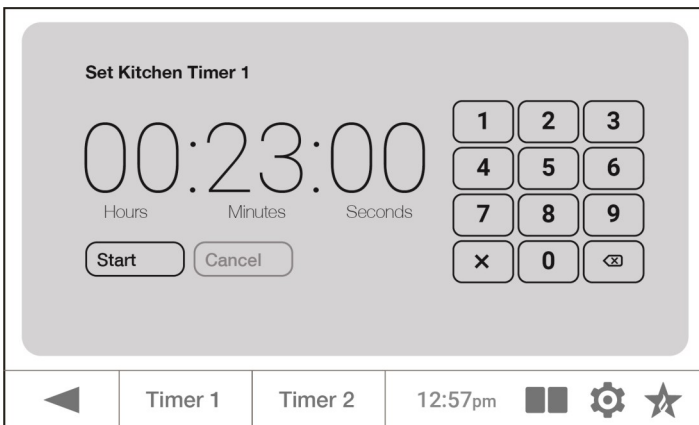 Set Kitchen Timer 1
00:23:00
Hours Minutes Seconds
Start Cancel
1 2 3
4 5 6
7 8 9
× 0
Timer 1 Timer 2 12:57pm